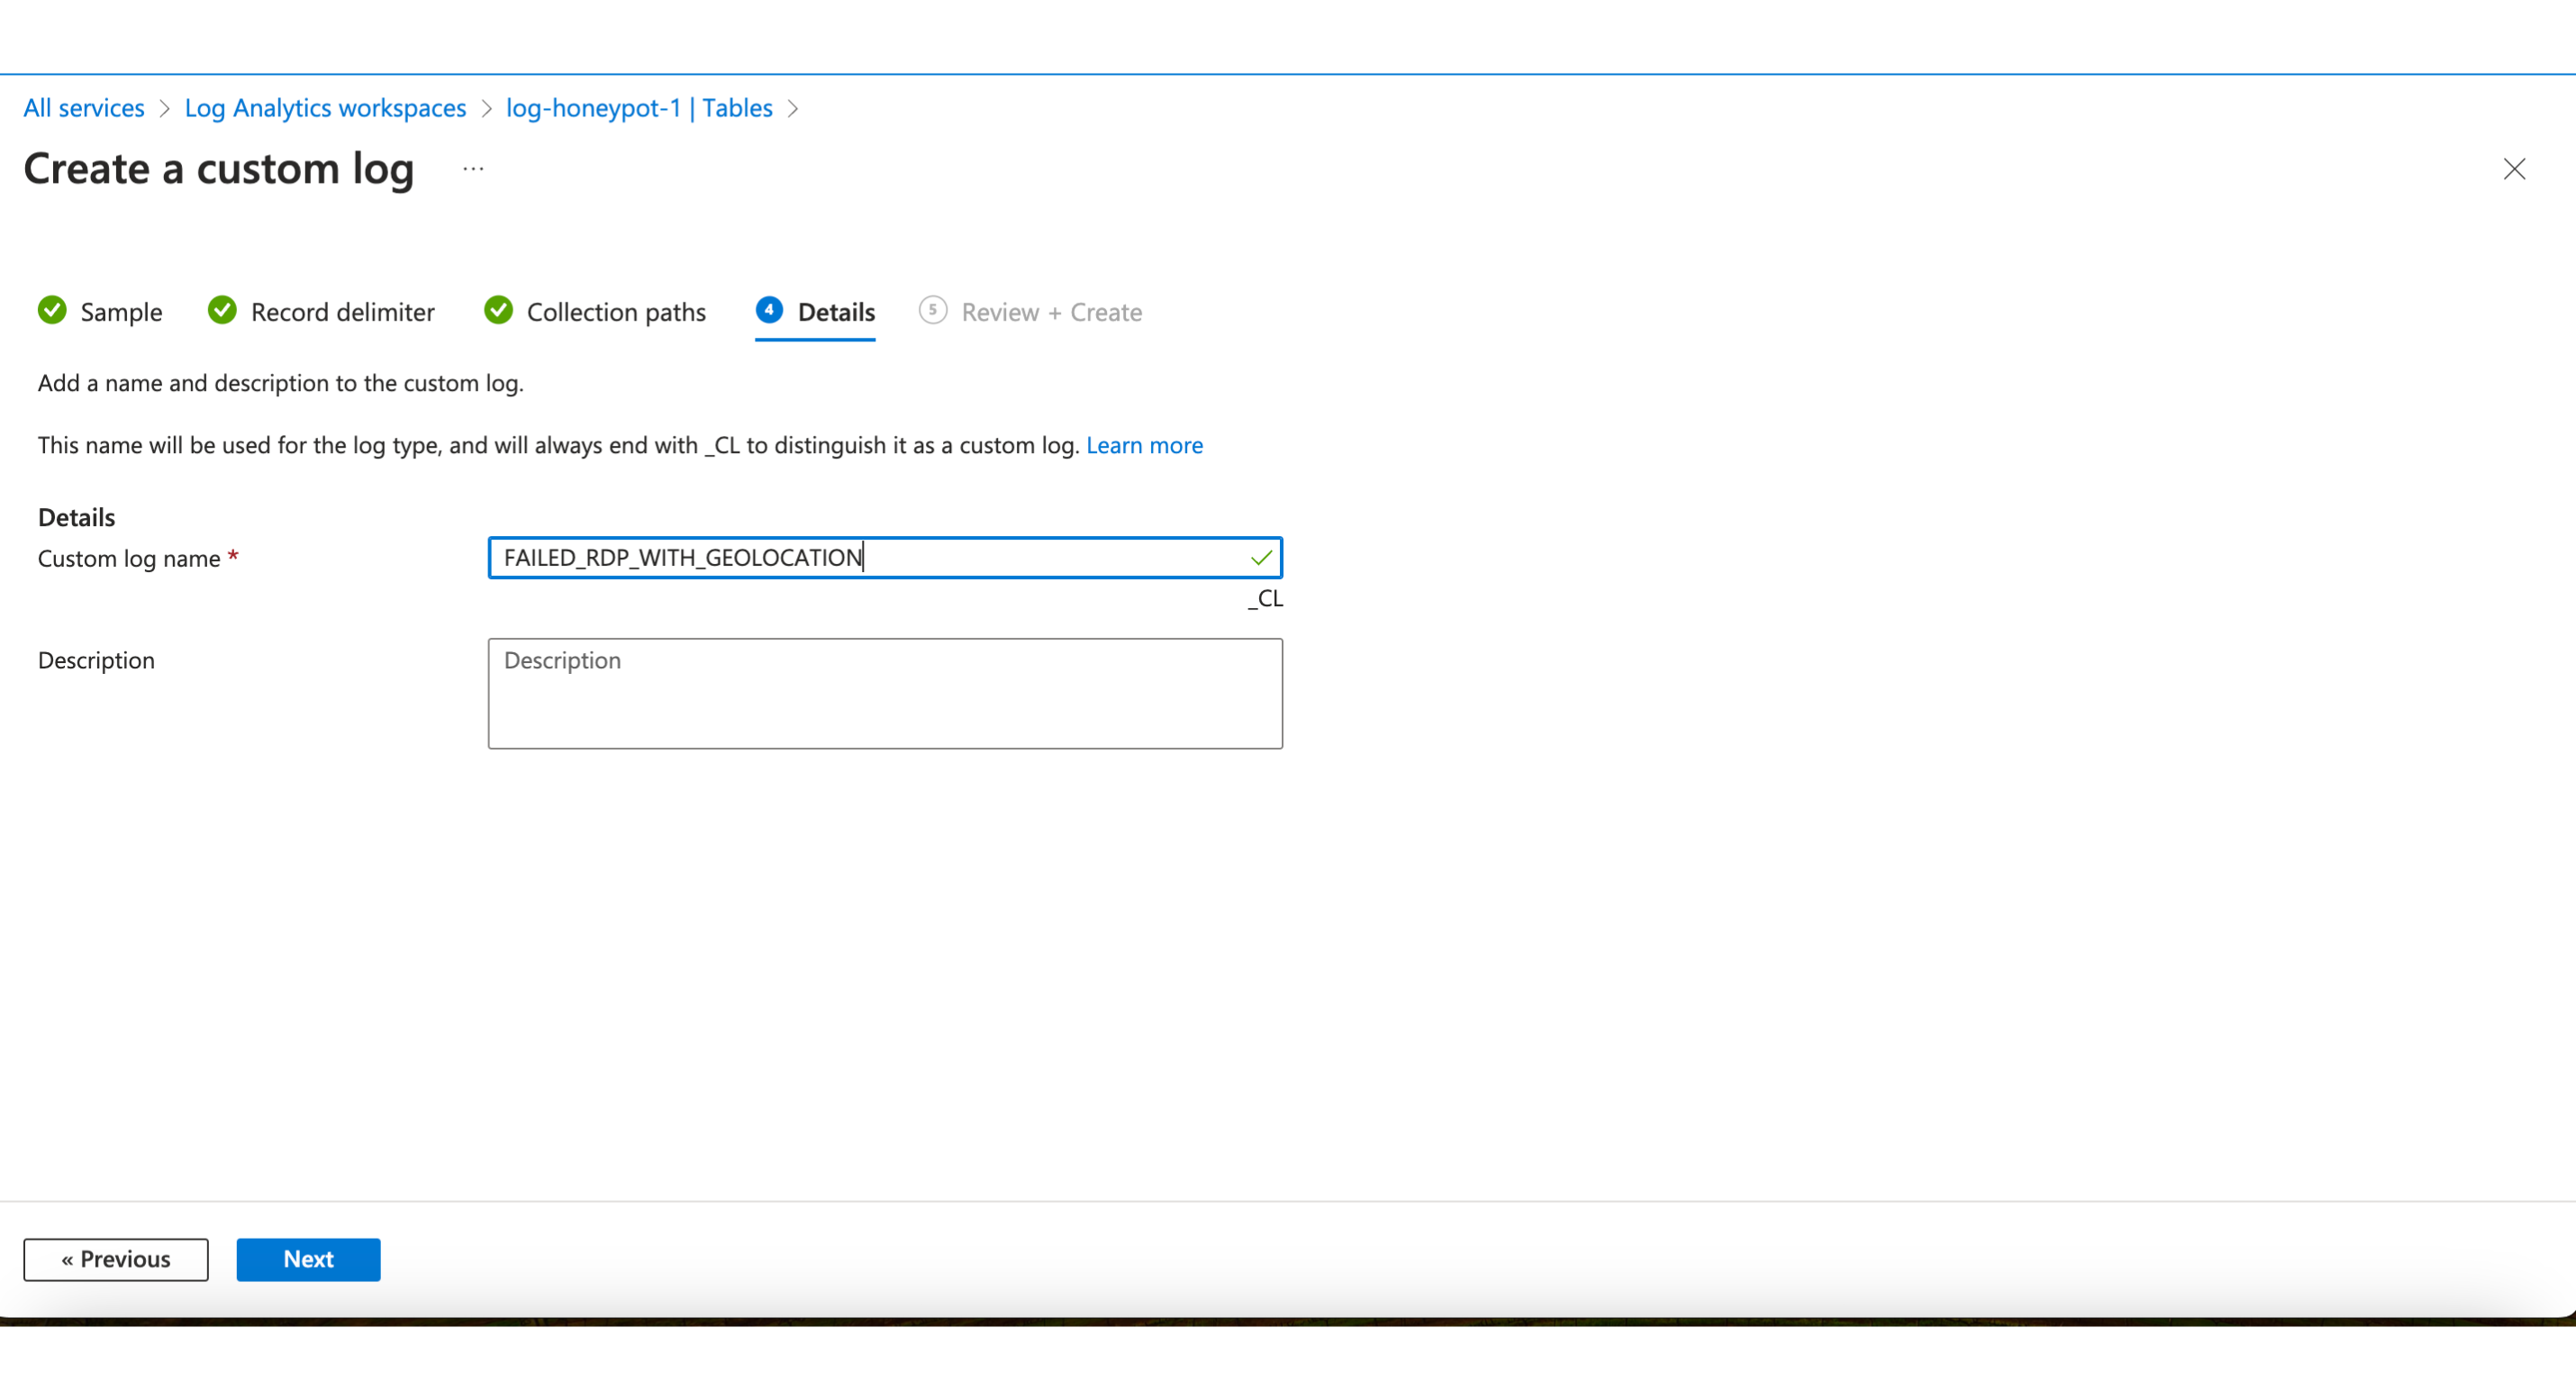 All services > Log Analytics workspaces > log-honeypot-1 | Tables >
Create a custom log ...
Sample Record delimiter Collection paths 4 Details 5 Review + Create
Add a name and description to the custom log.
This name will be used for the log type, and will always end with _CL to distinguish it as a custom log. Learn more
Details
Custom log name * FAILED_RDP_WITH_GEOLOCATION
_CL
Description Description
« Previous Next